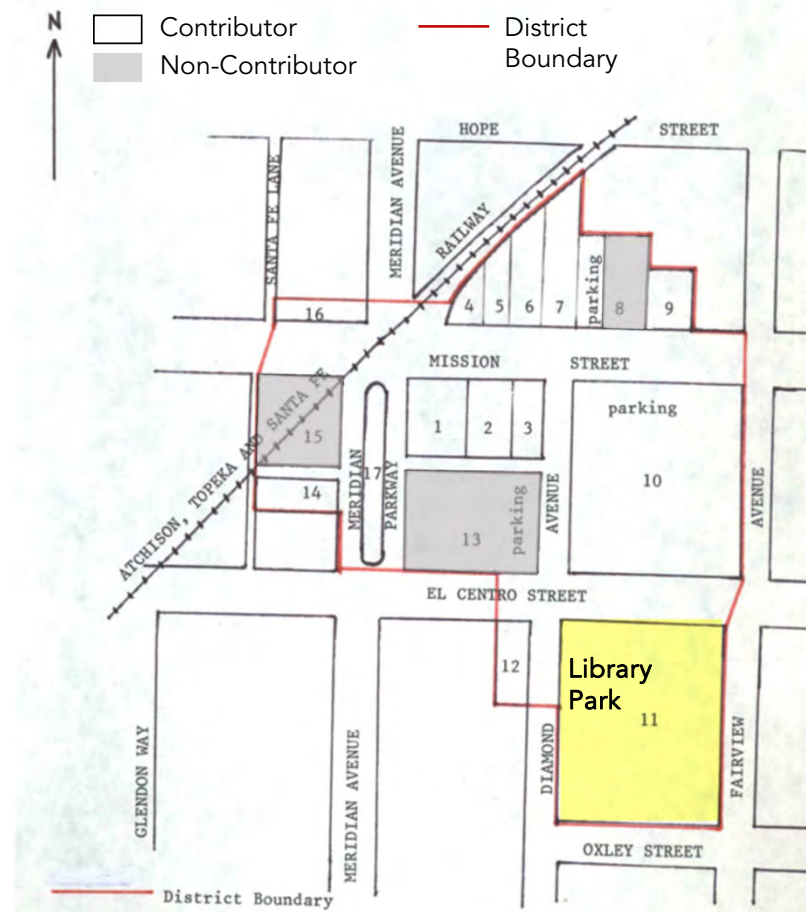 N
Contributor
Non-Contributor
District
Boundary
HOPE STREET
SANTA FE LANE
MERIDIAN AVENUE
RAILWAY
4 5 6 7 parking 8 9
16
MISSION STREET
ATCHISON, TOPEKA AND SANTA FE
parking
1 2 3
15
17
MERIDIAN
PARKWAY
14
10
13
parking
AVENUE
AVENUE
EL CENTRO STREET
12
Library
Park
11
GLENDON WAY
MERIDIAN AVENUE
DIAMOND
FAIRVIEW
OXLEY STREET
District Boundary